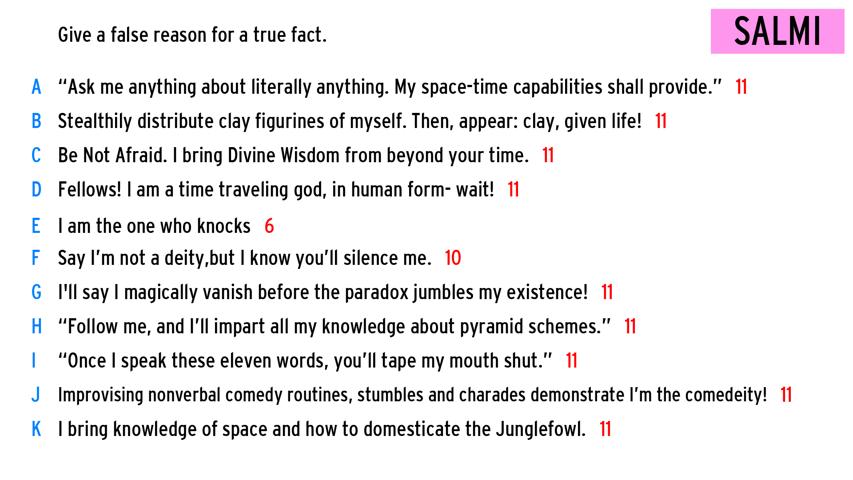 Give a false reason for a true fact.
SALMI
A “Ask me anything about literally anything. My space-time capabilities shall provide.” 11
B Stealthily distribute clay figurines of myself. Then, appear: clay, given life! 11
C Be Not Afraid. I bring Divine Wisdom from beyond your time. 11
D Fellows! I am a time traveling god, in human form- wait! 11
E I am the one who knocks 6
F Say I’m not a deity,but I know you’ll silence me. 10
G I'll say I magically vanish before the paradox jumbles my existence! 11
H “Follow me, and I’ll impart all my knowledge about pyramid schemes.” 11
I “Once I speak these eleven words, you’ll tape my mouth shut.” 11
J Improvising nonverbal comedy routines, stumbles and charades demonstrate I’m the comedeity! 11
K I bring knowledge of space and how to domesticate the Junglefowl. 11